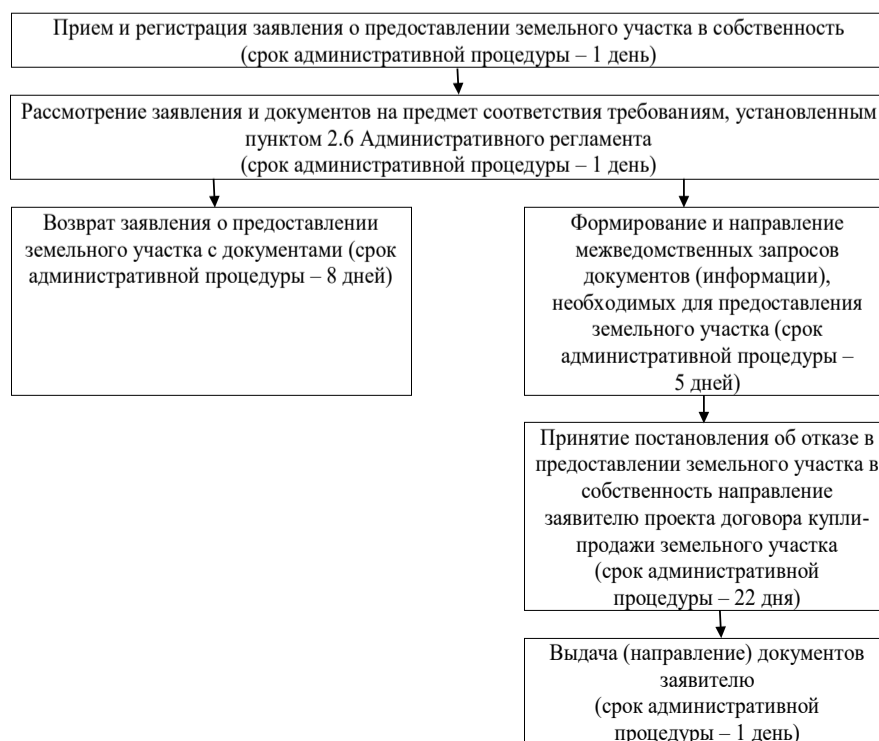 Прием и регистрация заявления о предоставлении земельного участка в собственность
(срок административной процедуры – 1 день)
Рассмотрение заявления и документов на предмет соответствия требованиям, установленным
пунктом 2.6 Административного регламента
(срок административной процедуры – 1 день)
Возврат заявления о предоставлении
земельного участка с документами (срок
административной процедуры – 8 дней)
Формирование и направление
межведомственных запросов
документов (информации),
необходимых для предоставления
земельного участка (срок
административной процедуры –
5 дней)
Принятие постановления об отказе в
предоставлении земельного участка в
собственность направление
заявителю проекта договора купли-
продажи земельного участка
(срок административной
процедуры – 22 дня)
Выдача (направление) документов
заявителю
(срок административной
процедуры – 1 день)